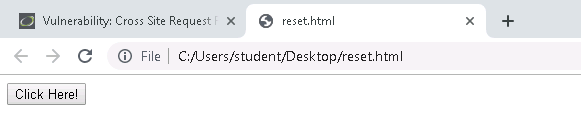 Vulnerability: Cross Site Request
reset.html
File
C:/Users/student/Desktop/reset.html
Click Here!